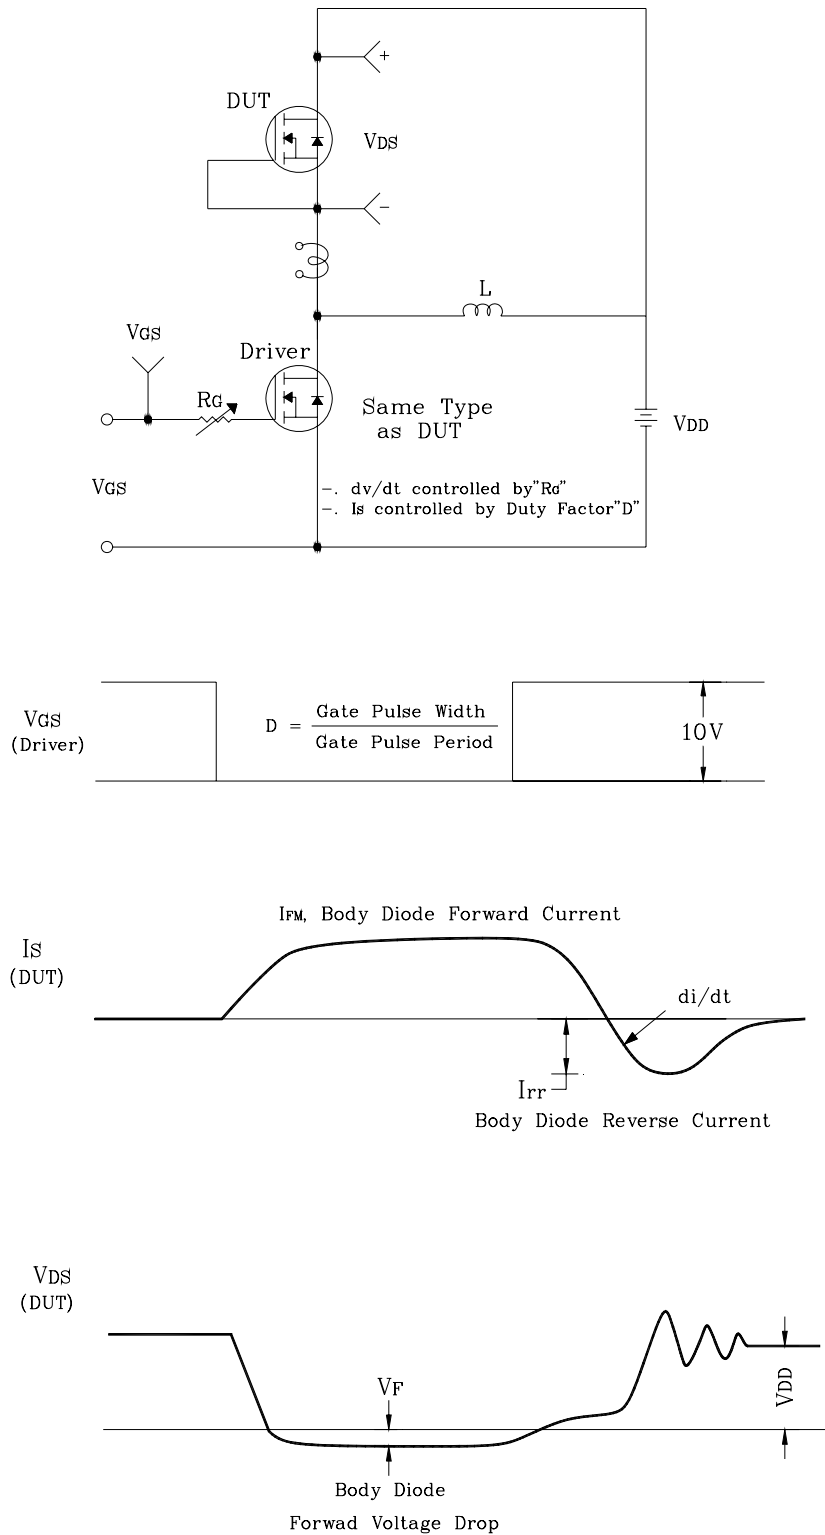 +
DUT
VDS
−
L
VGS
Driver
RG
Same Type
as DUT
VDD
VGS
−. dv/dt controlled by"RG"
−. Is controlled by Duty Factor"D"
VGS
(Driver)
D = Gate Pulse Width
Gate Pulse Period
10V
IFM, Body Diode Forward Current
IS
(DUT)
di/dt
Irr
Body Diode Reverse Current
VDS
(DUT)
VF
VDD
Body Diode
Forwad Voltage Drop